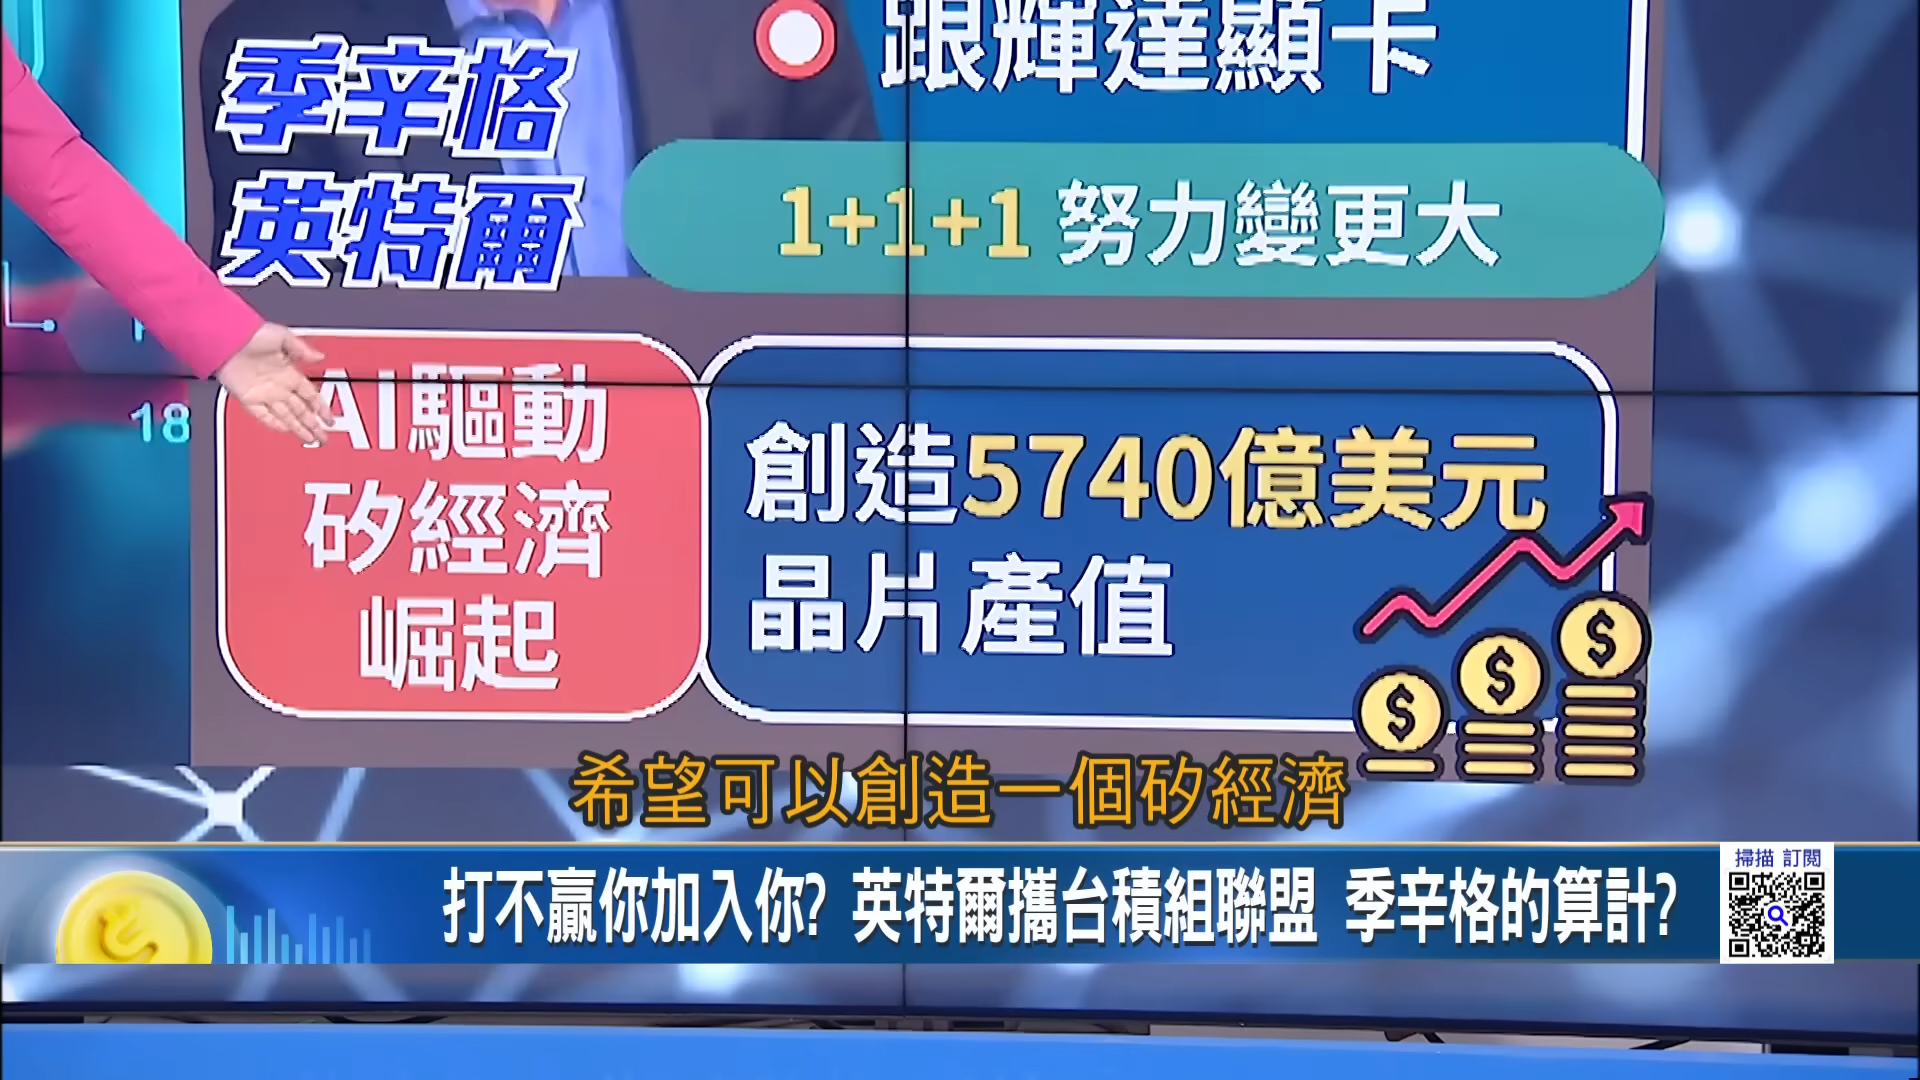 跟輝達顯卡
季辛格
英特爾
1+1+1 努力變更大
18
AI驅動
矽經濟
崛起
創造5740億美元
晶片產值
希望可以創造一個矽經濟
打不贏你加入你? 英特爾攜台積組聯盟 季辛格的算計?
掃描 訂閱